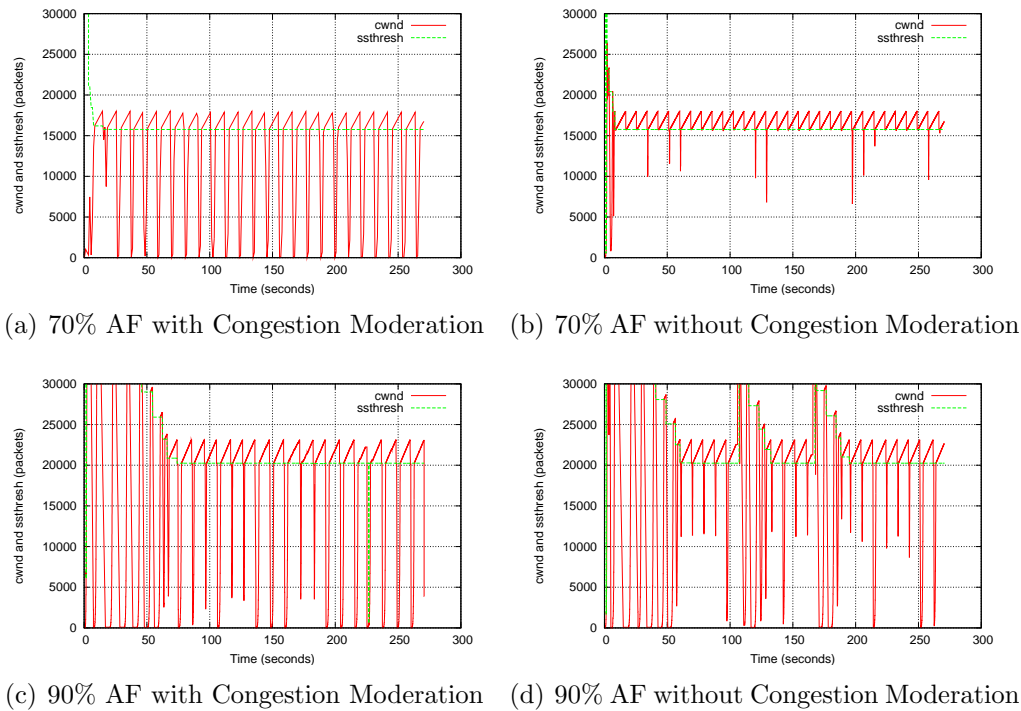 30000
25000
20000
15000
10000
5000
0
0 50 100 150 200 250 300
cwnd and ssthresh (packets)
Time (seconds)
cwnd
ssthresh
(a) 70% AF with Congestion Moderation
30000
25000
20000
15000
10000
5000
0
0 50 100 150 200 250 300
cwnd and ssthresh (packets)
Time (seconds)
cwnd
ssthresh
(b) 70% AF without Congestion Moderation
30000
25000
20000
15000
10000
5000
0
0 50 100 150 200 250 300
cwnd and ssthresh (packets)
Time (seconds)
cwnd
ssthresh
(c) 90% AF with Congestion Moderation
30000
25000
20000
15000
10000
5000
0
0 50 100 150 200 250 300
cwnd and ssthresh (packets)
Time (seconds)
cwnd
ssthresh
(d) 90% AF without Congestion Moderation